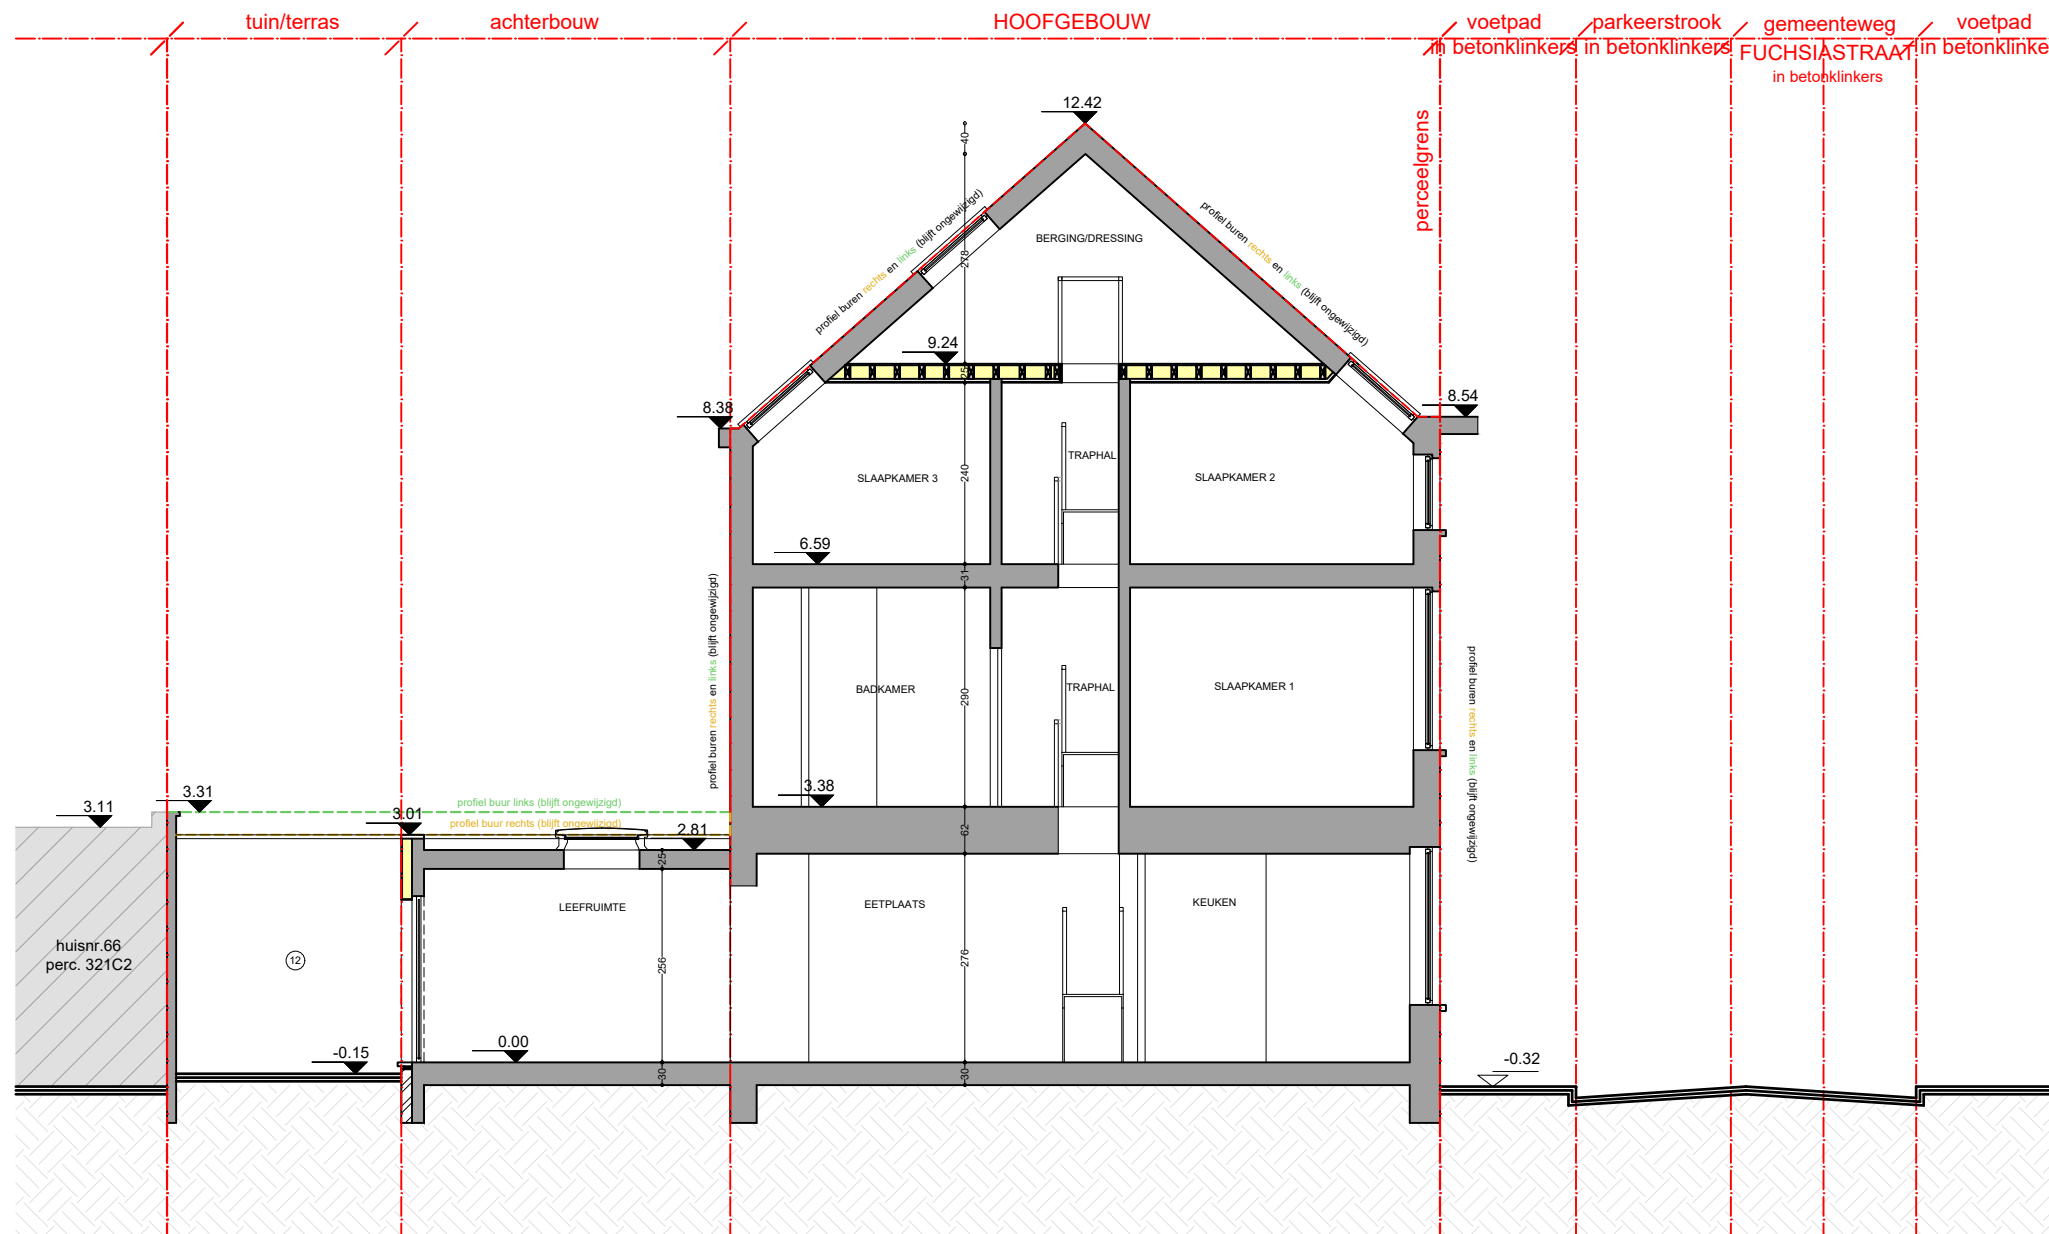 tuin/terras
achterbouw
HOOFGEBOUW
voetpad
in betonklinkers
parkeerstrook
in betonklinkers
gemeenteweg
FUCHSIASTRAAT
in betonklinkers
voetpad
in betonklinke
perceelgrens
12.42
40
278
profiel buren rechts en links (blijft ongewijzigd)
profiel buren rechts en links (blijft ongewijzigd)
BERGING/DRESSING
9.24
25
8.38
8.54
SLAAPKAMER 3
240
TRAPHAL
SLAAPKAMER 2
6.59
31
profiel buren rechts en links (blijft ongewijzigd)
BADKAMER
290
TRAPHAL
SLAAPKAMER 1
profiel buren rechts en links (blijft ongewijzigd)
3.38
62
3.11
3.31
profiel buur links (blijft ongewijzigd)
3.01
profiel buur rechts (blijft ongewijzigd)
2.81
25
LEEFRUIMTE
EETPLAATS
KEUKEN
huisnr.66
perc. 321C2
12
256
276
-0.15
0.00
30
30
-0.32